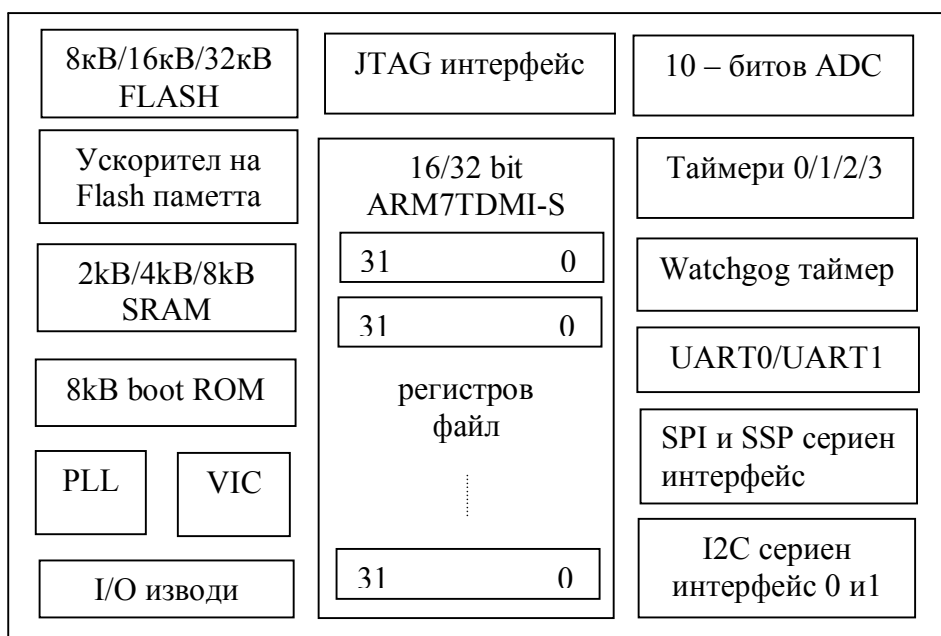 8кВ/16кВ/32кВ
FLASH
Ускорител на
Flash паметта
2kB/4kB/8kB
SRAM
8kB boot ROM
PLL
VIC
I/O изводи
JTAG интерфейс
16/32 bit
ARM7TDMI-S
31 0
31 0
регистров
файл
31 0
10 – битов ADC
Таймери 0/1/2/3
Watchgog таймер
UART0/UART1
SPI и SSP сериен
интерфейс
I2C сериен
интерфейс 0 и1